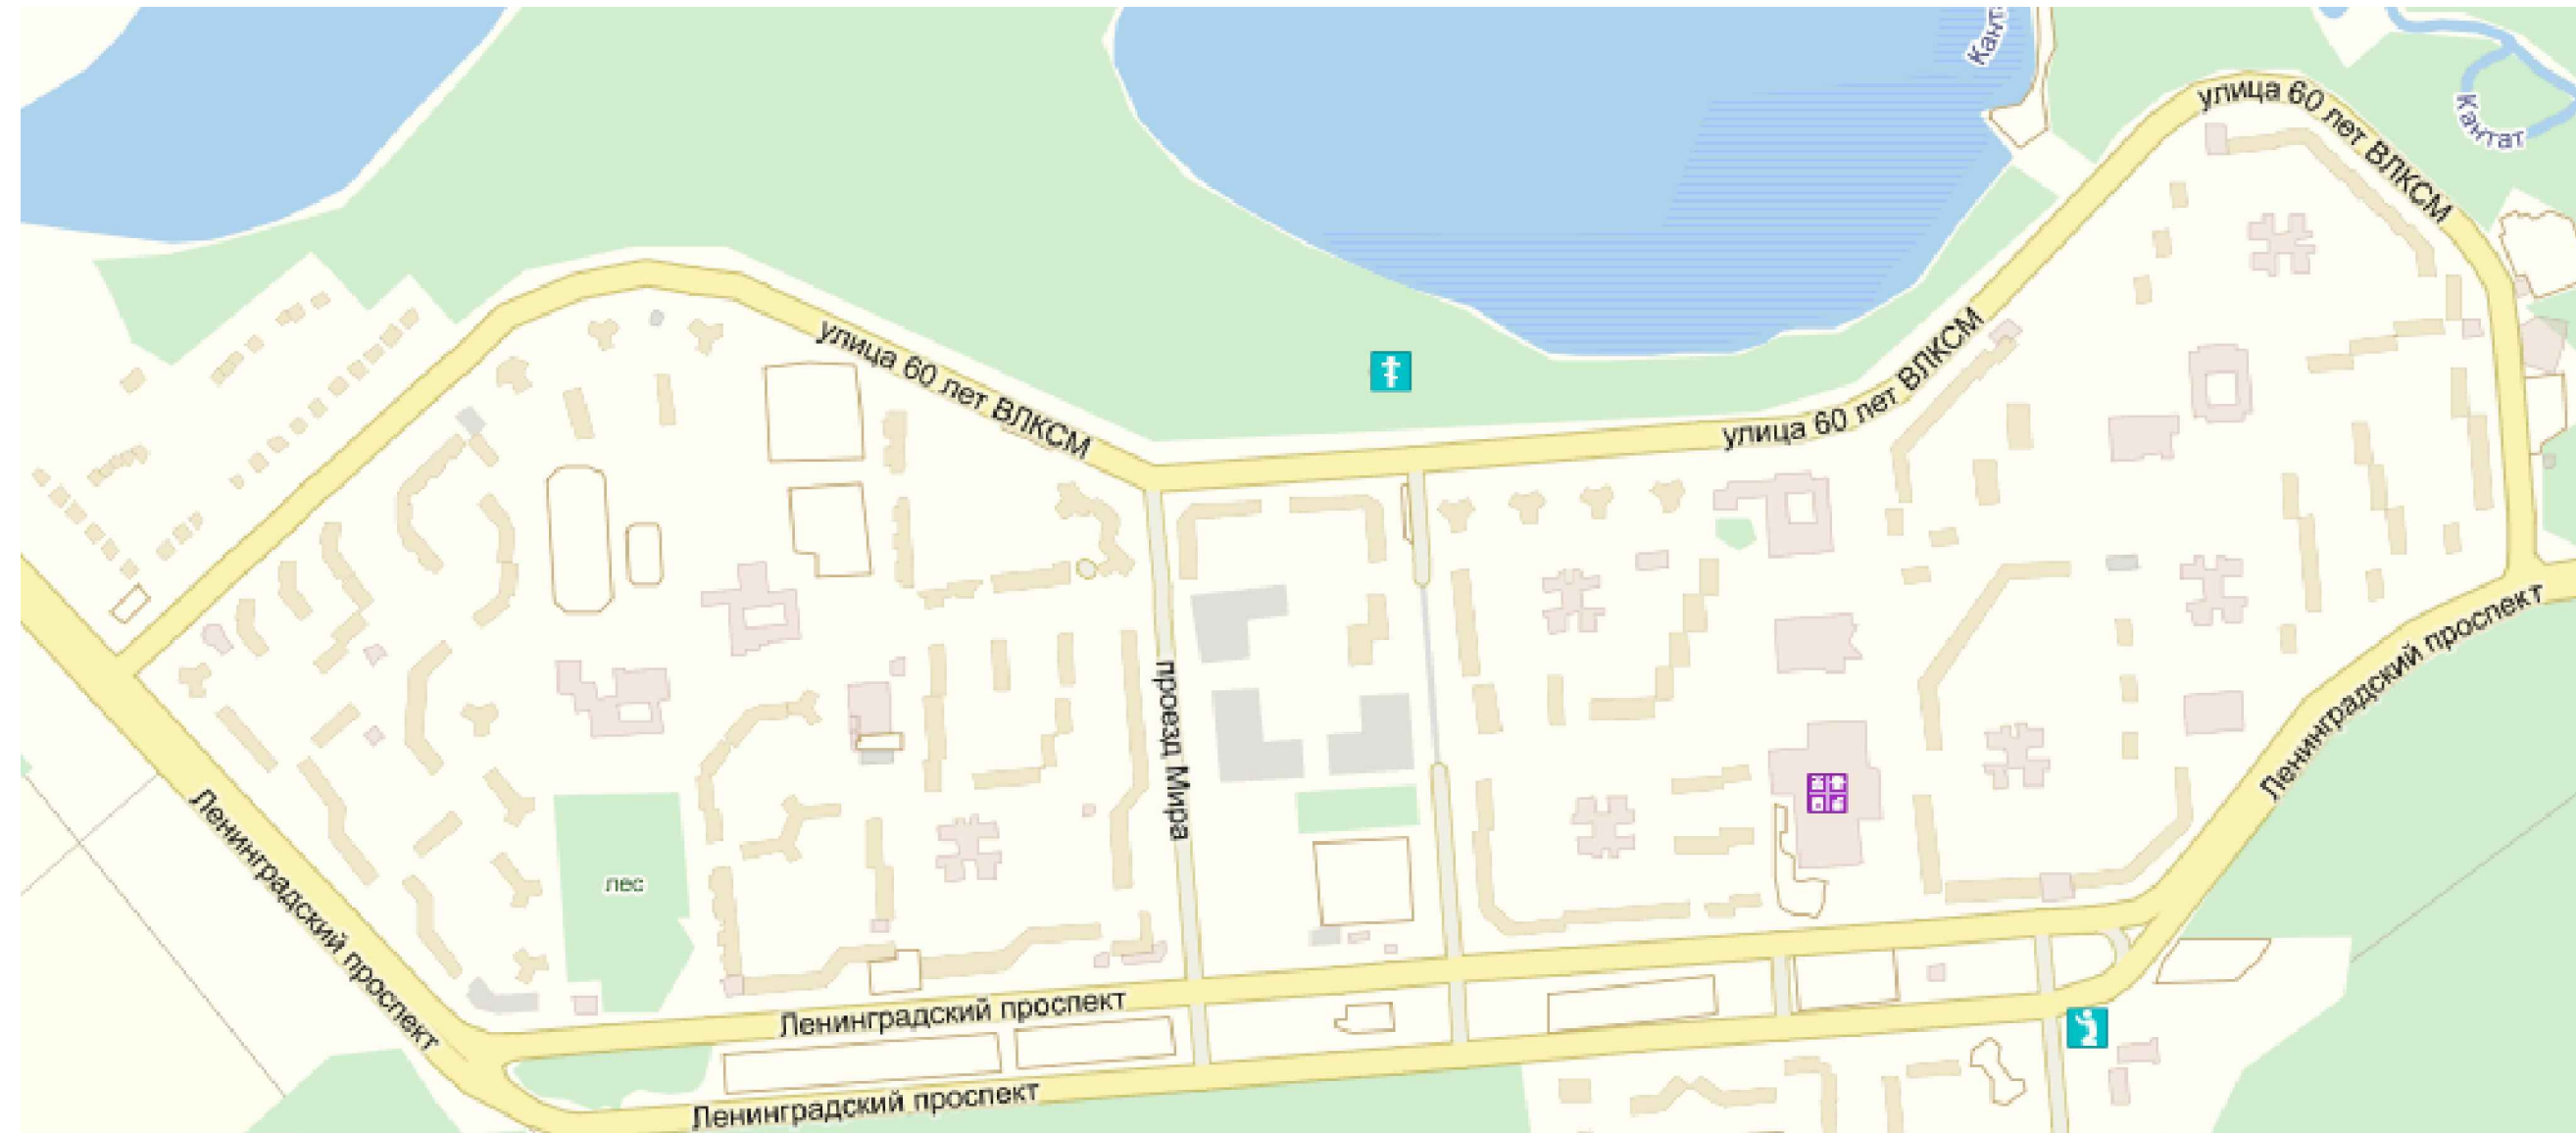 Кант
улица 60 лет ВЛКСМ
Кантат
улица 60 лет ВЛКСМ
улица 60 лет ВЛКСМ
Ленинградский проспект
проезд Мира
Ленинградский проспект
лес
Ленинградский проспект
Ленинградский проспект